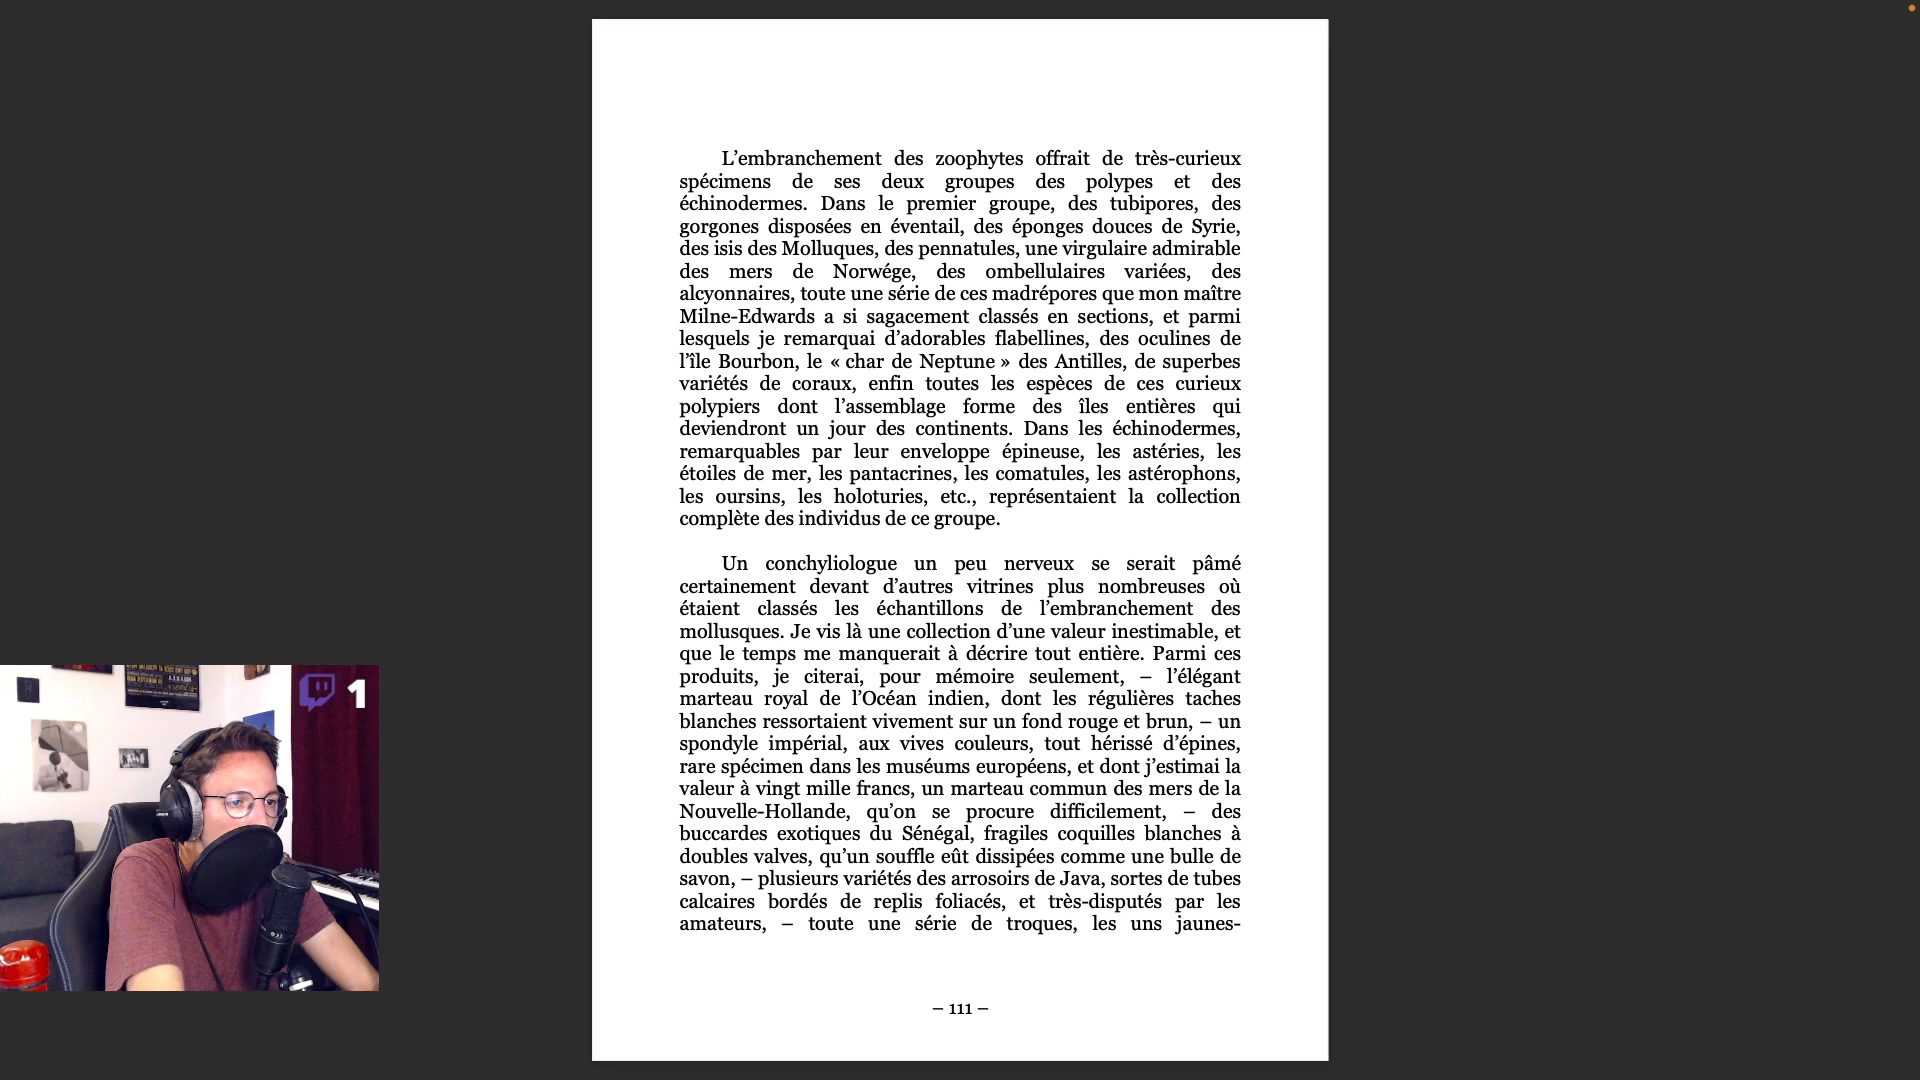 L’embranchement des zoophytes offrait de très-curieux
spécimens de ses deux groupes des polypes et des
échinodermes. Dans le premier groupe, des tubipores, des
gorgones disposées en éventail, des éponges douces de Syrie,
des isis des Molluques, des pennatules, une virgulaire admirable
des mers de Norwége, des ombellulaires variées, des
alcyonnaires, toute une série de ces madrépores que mon maître
Milne-Edwards a si sagacement classés en sections, et parmi
lesquels je remarquai d’adorables flabellines, des oculines de
l’île Bourbon, le « char de Neptune » des Antilles, de superbes
variétés de coraux, enfin toutes les espèces de ces curieux
polypiers dont l’assemblage forme des îles entières qui
deviendront un jour des continents. Dans les échinodermes,
remarquables par leur enveloppe épineuse, les astéries, les
étoiles de mer, les pantacrines, les comatules, les astérophons,
les oursins, les holoturies, etc., représentaient la collection
complète des individus de ce groupe.
Un conchyliologue un peu nerveux se serait pâmé
certainement devant d’autres vitrines plus nombreuses où
étaient classés les échantillons de l’embranchement des
mollusques. Je vis là une collection d’une valeur inestimable, et
que le temps me manquerait à décrire tout entière. Parmi ces
produits, je citerai, pour mémoire seulement, – l’élégant
marteau royal de l’Océan indien, dont les régulières taches
blanches ressortaient vivement sur un fond rouge et brun, – un
spondyle impérial, aux vives couleurs, tout hérissé d’épines,
rare spécimen dans les muséums européens, et dont j’estimai la
valeur à vingt mille francs, un marteau commun des mers de la
Nouvelle-Hollande, qu’on se procure difficilement, – des
buccardes exotiques du Sénégal, fragiles coquilles blanches à
doubles valves, qu’un souffle eût dissipées comme une bulle de
savon, – plusieurs variétés des arrosoirs de Java, sortes de tubes
calcaires bordés de replis foliacés, et très-disputés par les
amateurs, – toute une série de troques, les uns jaunes-
– 111 –
1